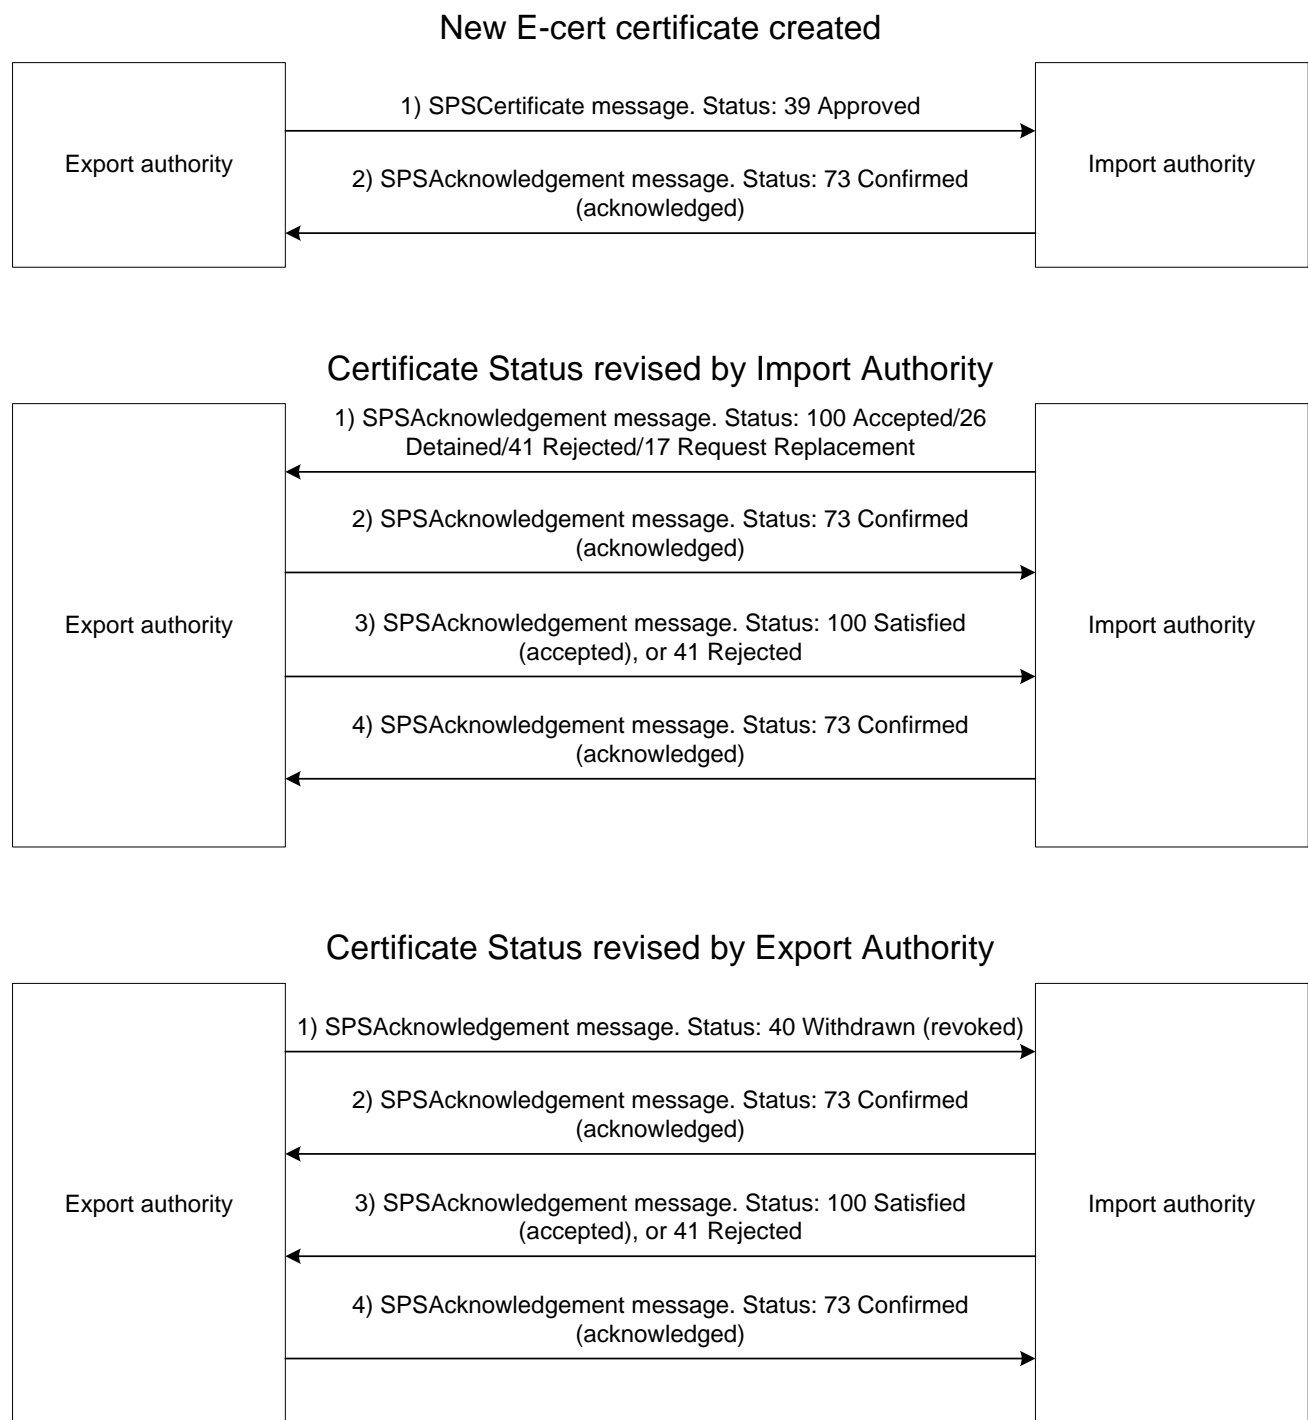 New E-cert certificate created
1) SPSCertificate message. Status: 39 Approved
Export authority
Import authority
2) SPSAcknowledgement message. Status: 73 Confirmed
(acknowledged)
Certificate Status revised by Import Authority
1) SPSAcknowledgement message. Status: 100 Accepted/26
Detained/41 Rejected/17 Request Replacement
2) SPSAcknowledgement message. Status: 73 Confirmed
(acknowledged)
Export authority
Import authority
3) SPSAcknowledgement message. Status: 100 Satisfied
(accepted), or 41 Rejected
4) SPSAcknowledgement message. Status: 73 Confirmed
(acknowledged)
Certificate Status revised by Export Authority
1) SPSAcknowledgement message. Status: 40 Withdrawn (revoked)
2) SPSAcknowledgement message. Status: 73 Confirmed
(acknowledged)
Export authority
Import authority
3) SPSAcknowledgement message. Status: 100 Satisfied
(accepted), or 41 Rejected
4) SPSAcknowledgement message. Status: 73 Confirmed
(acknowledged)